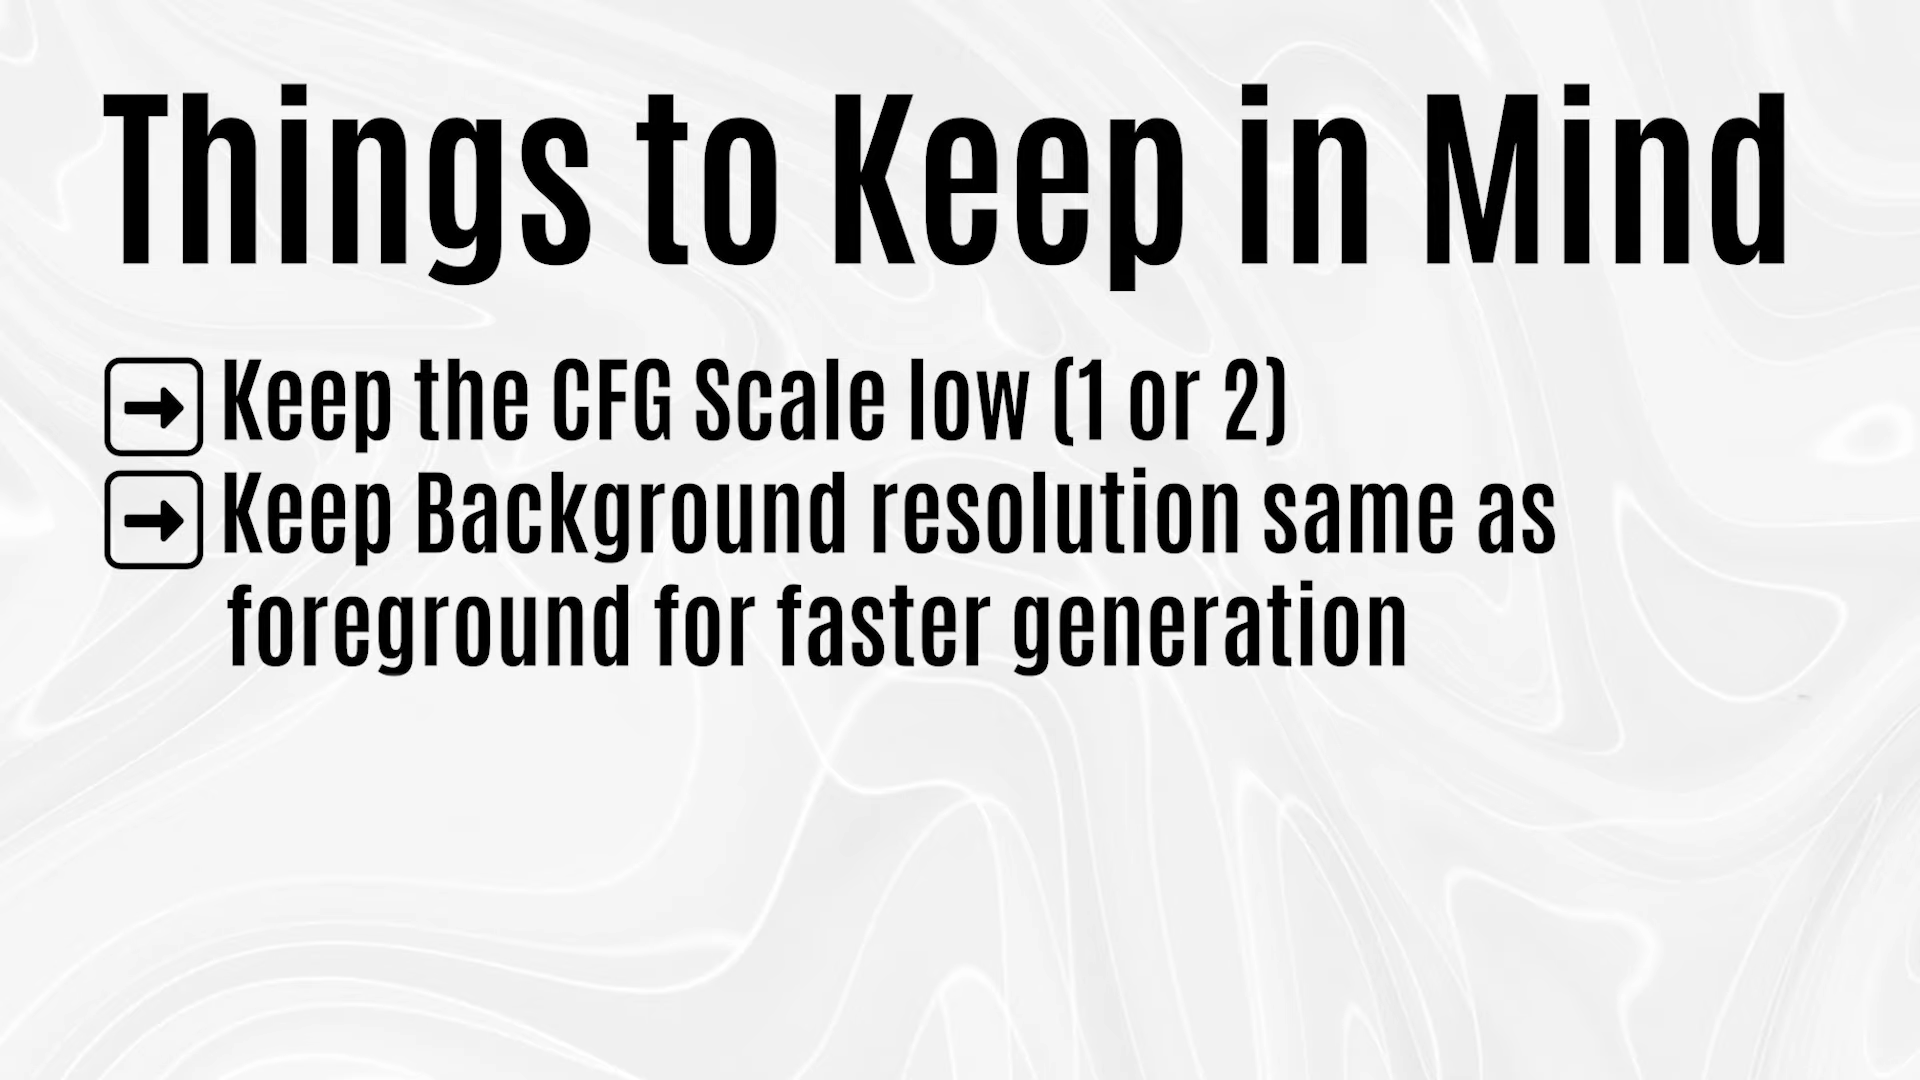 Things to Keep in Mind
Keep the CFG Scale low (1 or 2)
Keep Background resolution same as
foreground for faster generation